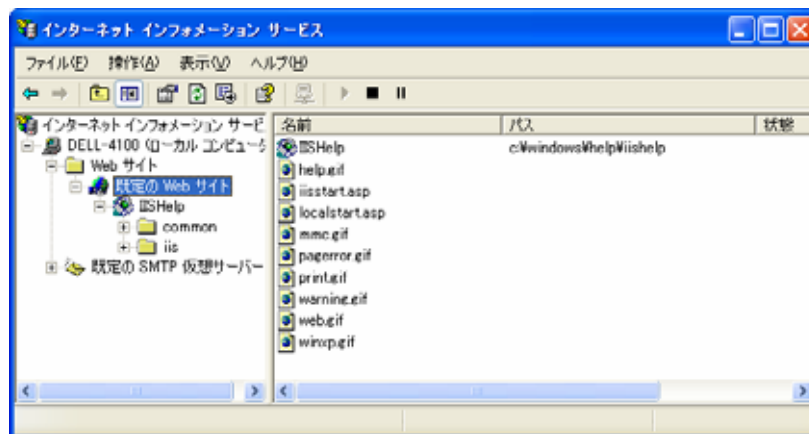 インターネット インフォメーション サービス
ファイル(F) 操作(A) 表示(V) ヘルプ(H)
インターネット インフォメーション サービ
DELL-4100 (ローカル コンピュータ
Web サイト
既定の Web サイト
IISHelp
common
iis
既定の SMTP 仮想サーバー
名前 パス 状態
IISHelp c:¥windows¥help¥iishelp
help.gif
iisstart.asp
localstart.asp
mmc.gif
pagerror.gif
print.gif
warning.gif
web.gif
winxp.gif